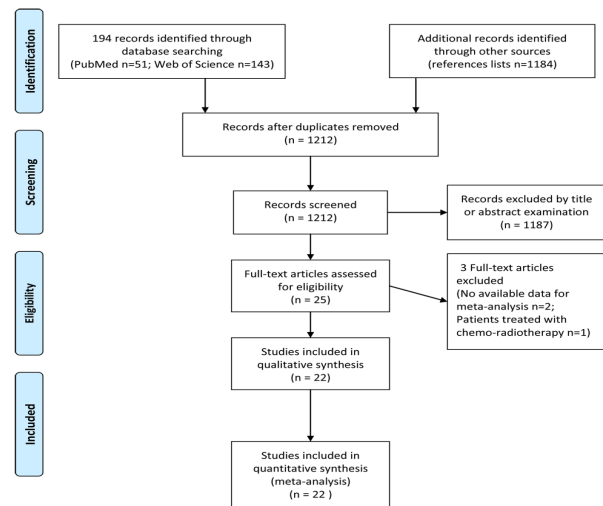 Identification
194 records identified through
database searching
(PubMed n=51; Web of Science n=143)
Additional records identified
through other sources
(references lists n=1184)
Records after duplicates removed
(n = 1212)
Screening
Records screened
(n = 1212)
Records excluded by title
or abstract examination
(n = 1187)
Eligibility
Full-text articles assessed
for eligibility
(n = 25)
3 Full-text articles
excluded
(No available data for
meta-analysis n=2;
Patients treated with
chemo-radiotherapy n=1)
Studies included in
qualitative synthesis
(n = 22)
Included
Studies included in
quantitative synthesis
(meta-analysis)
(n = 22 )